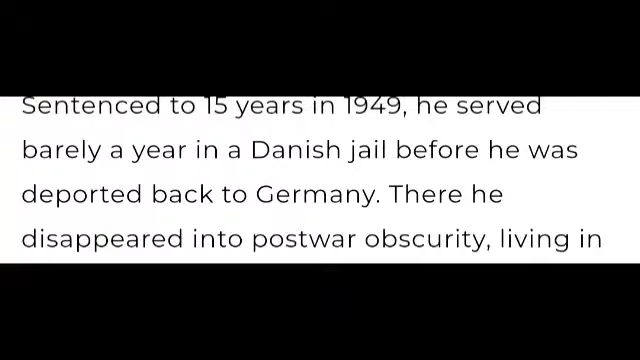 Sentenced to 15 years in 1949, he served
barely a year in a Danish jail before he was
deported back to Germany. There he
disappeared into postwar obscurity, living in